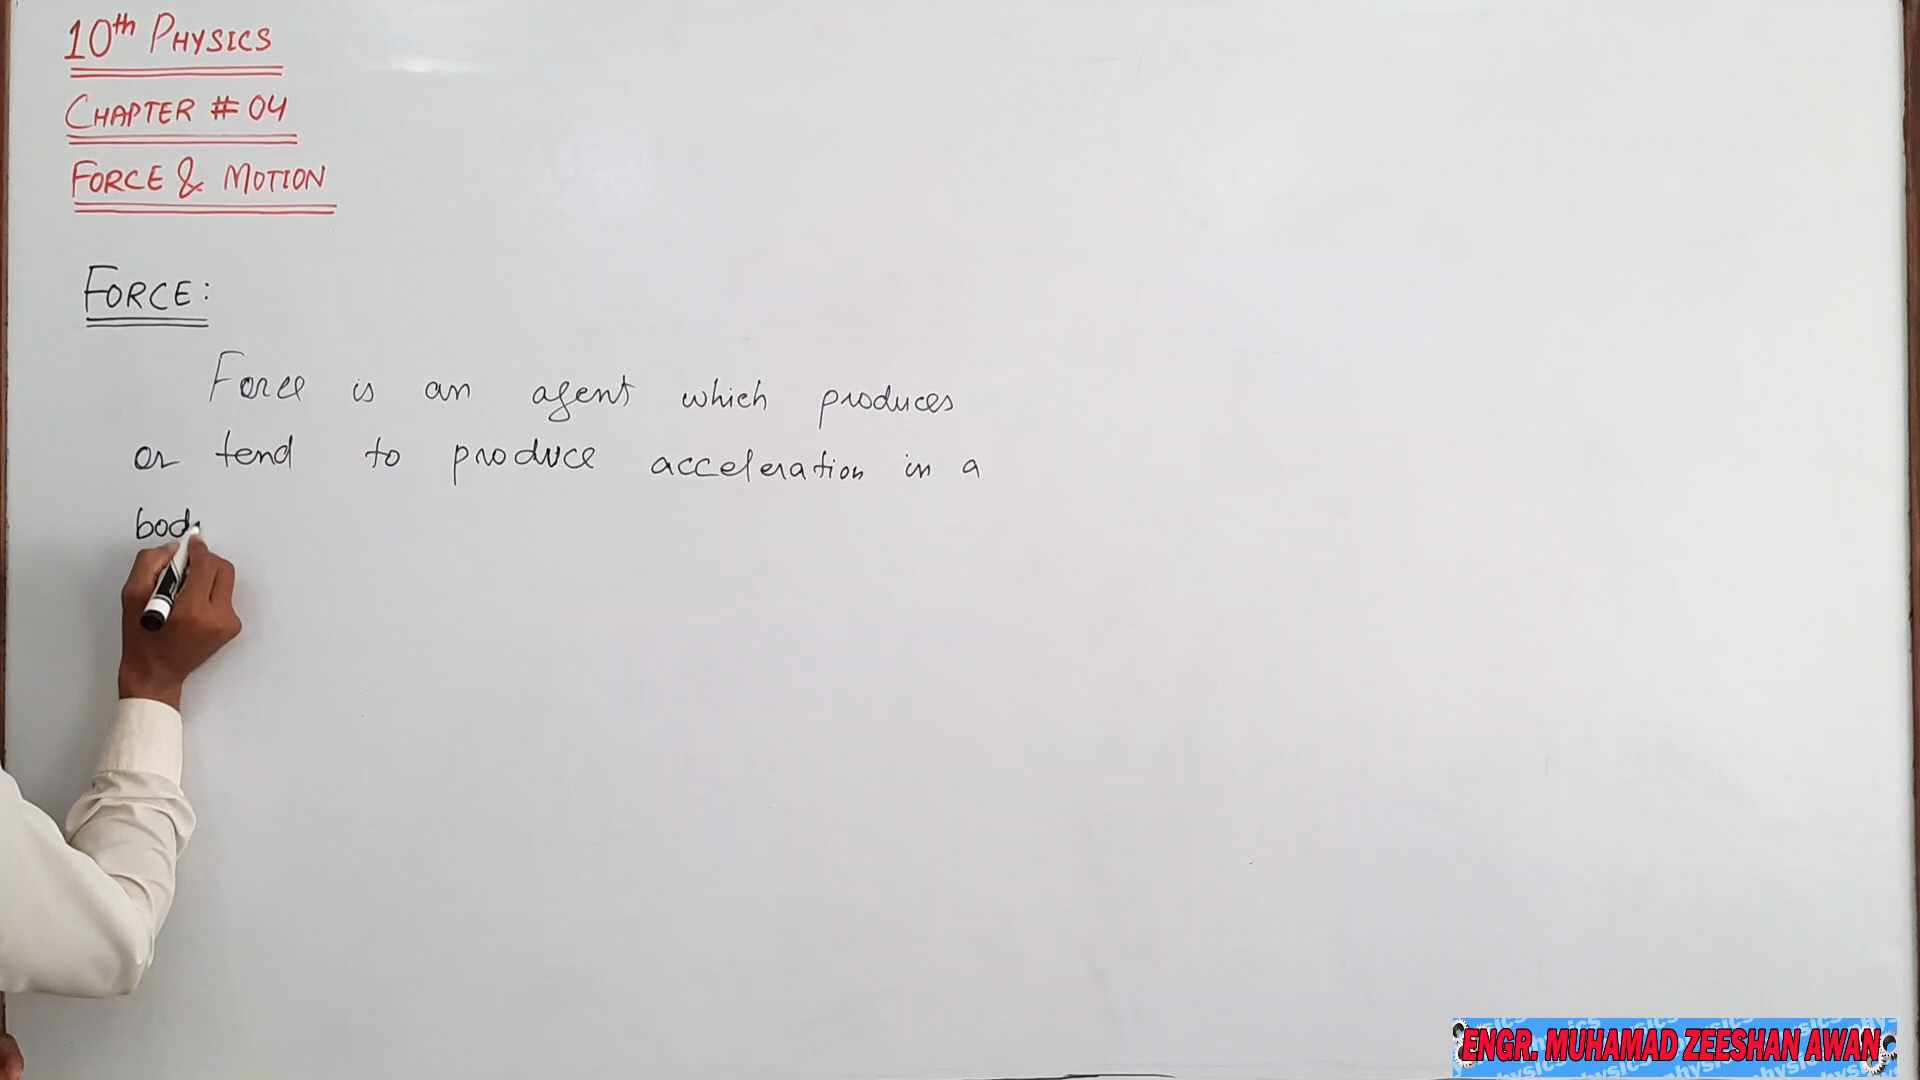 10th PHYSICS
CHAPTER # 04
FORCE & MOTION
FORCE:
Force is an agent which produces
or tend to produce acceleration in a
bod
ENGR. MUHAMAD ZEESHAN AWAN